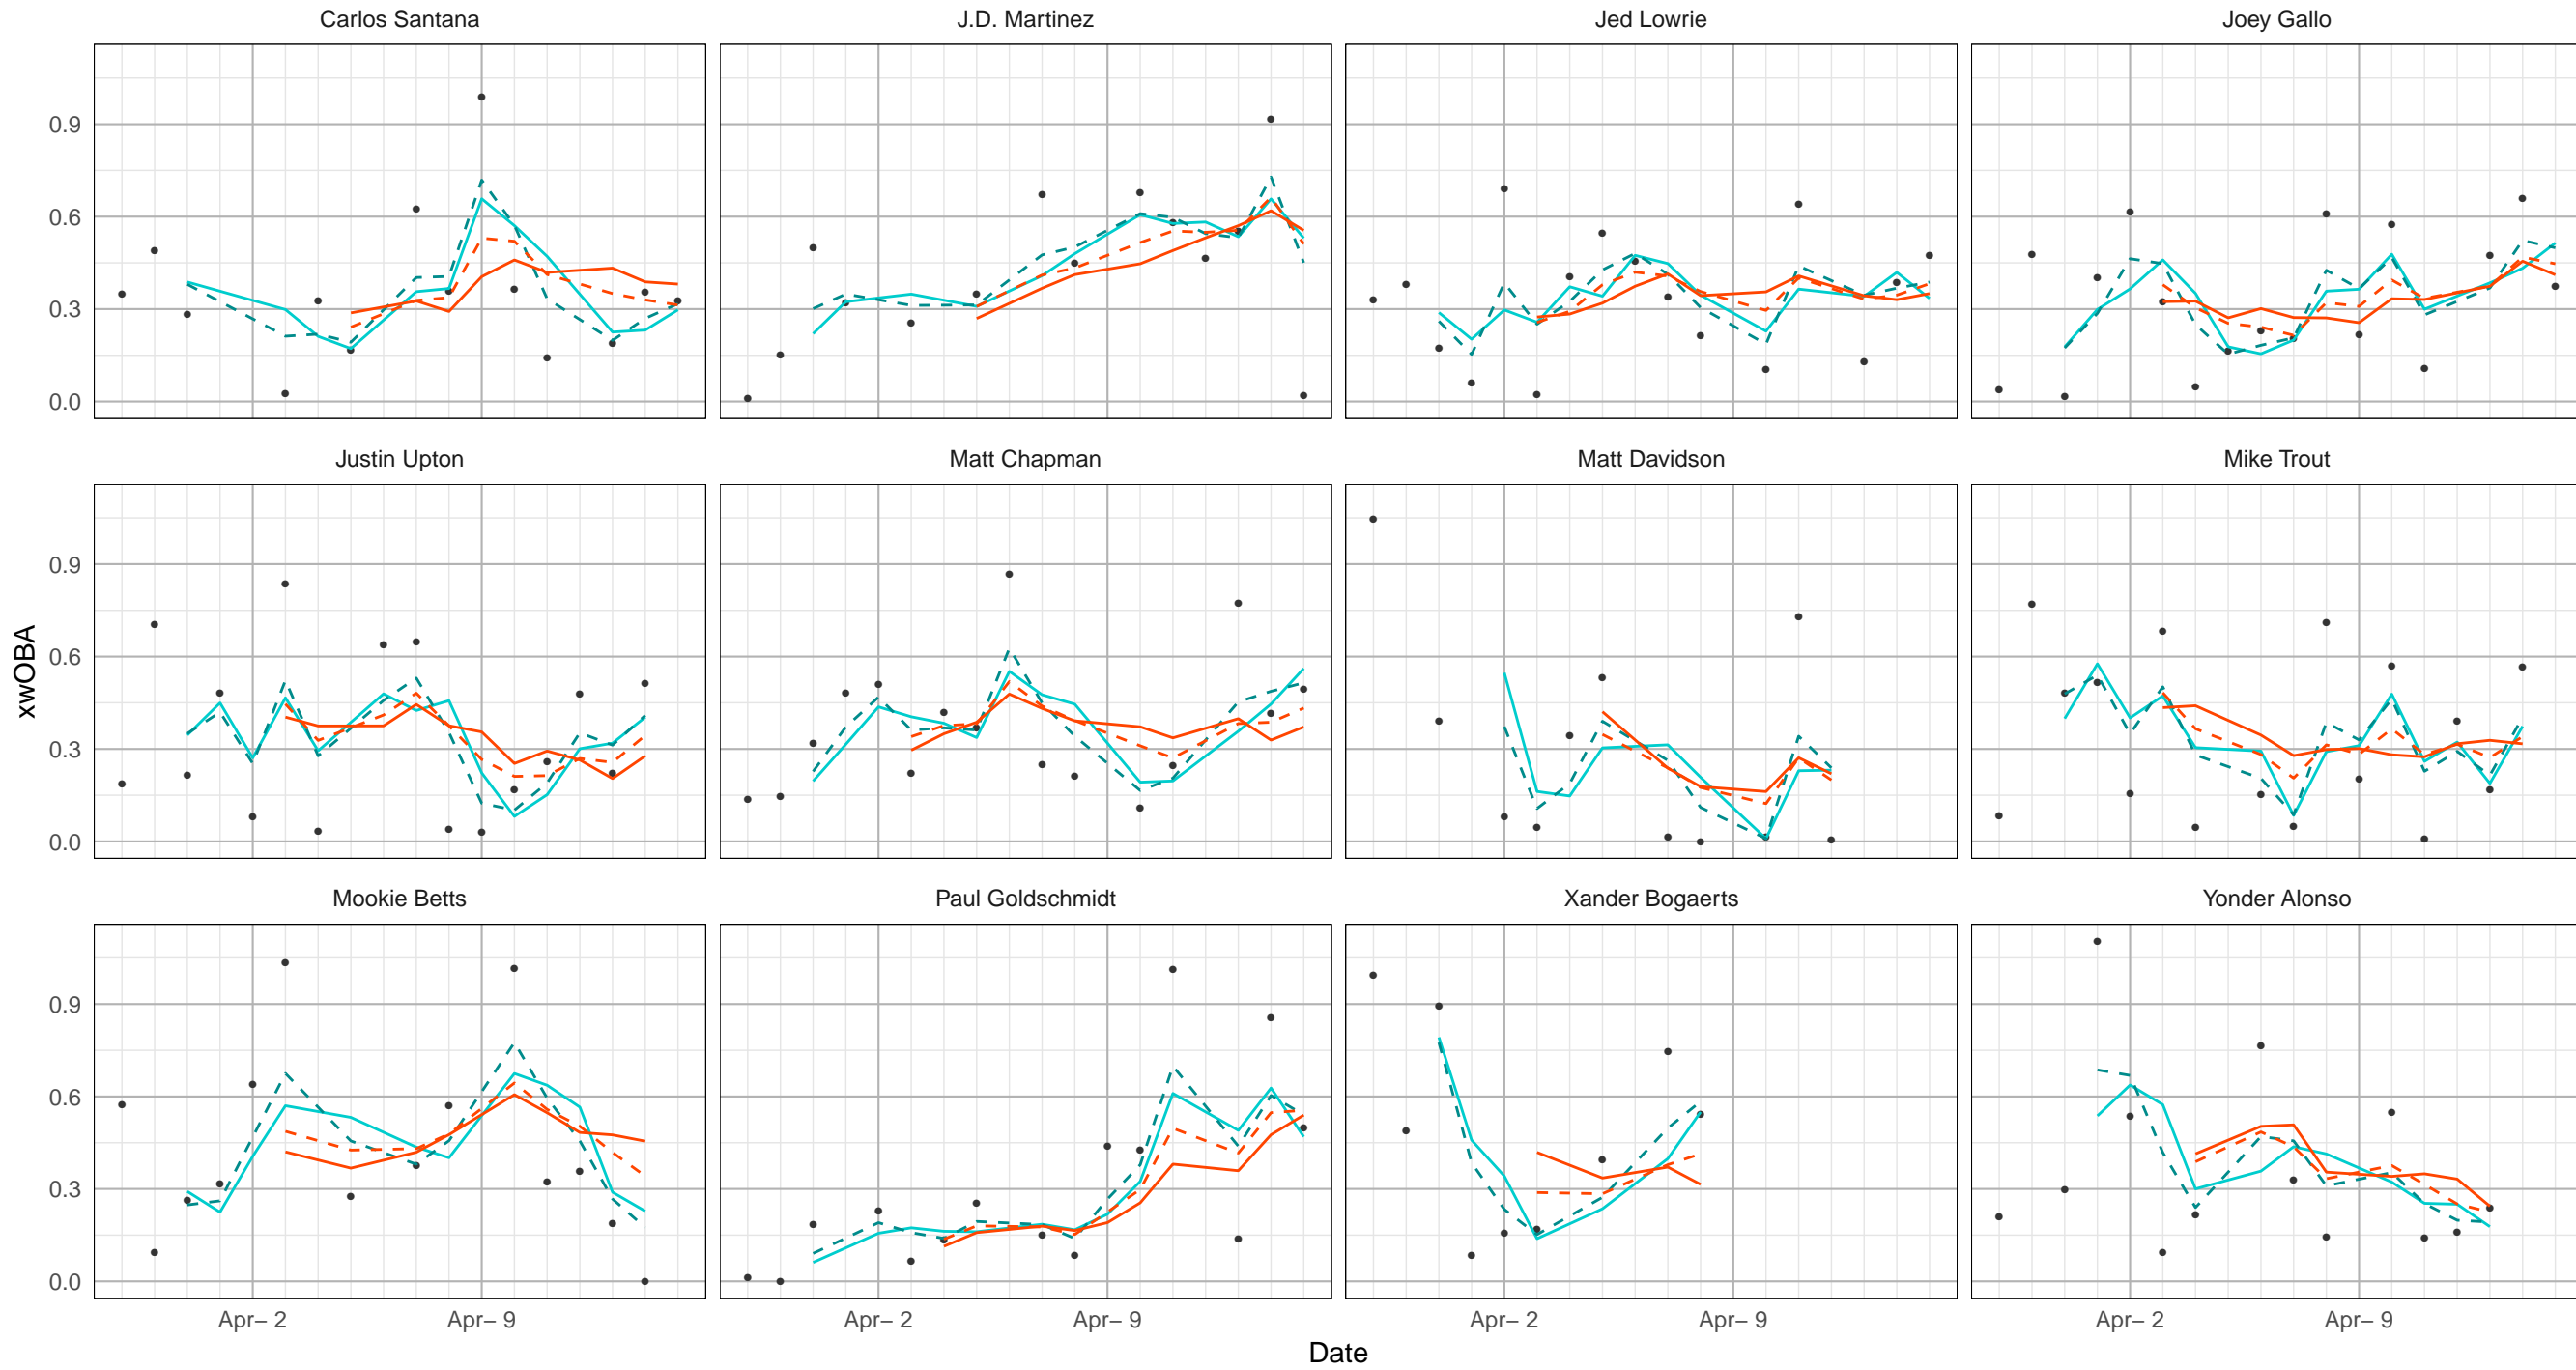 Carlos Santana
J.D. Martinez
Jed Lowrie
Joey Gallo
0.9
0.6
0.3
0.0
Justin Upton
Matt Chapman
Matt Davidson
Mike Trout
0.9
0.6
0.3
0.0
xwOBA
Mookie Betts
Paul Goldschmidt
Xander Bogaerts
Yonder Alonso
0.9
0.6
0.3
0.0
Apr– 2 Apr– 9 Apr– 2 Apr– 9 Apr– 2 Apr– 9 Apr– 2 Apr– 9
Date